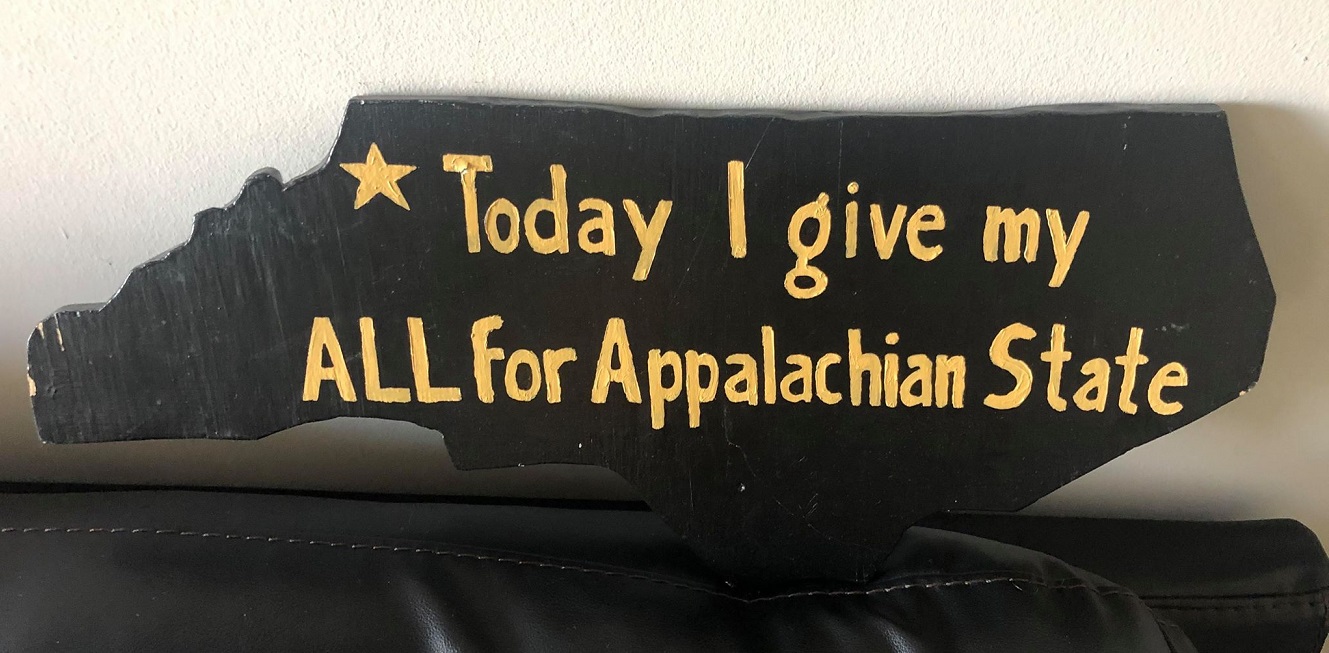 Today I give my
ALL for Appalachian State